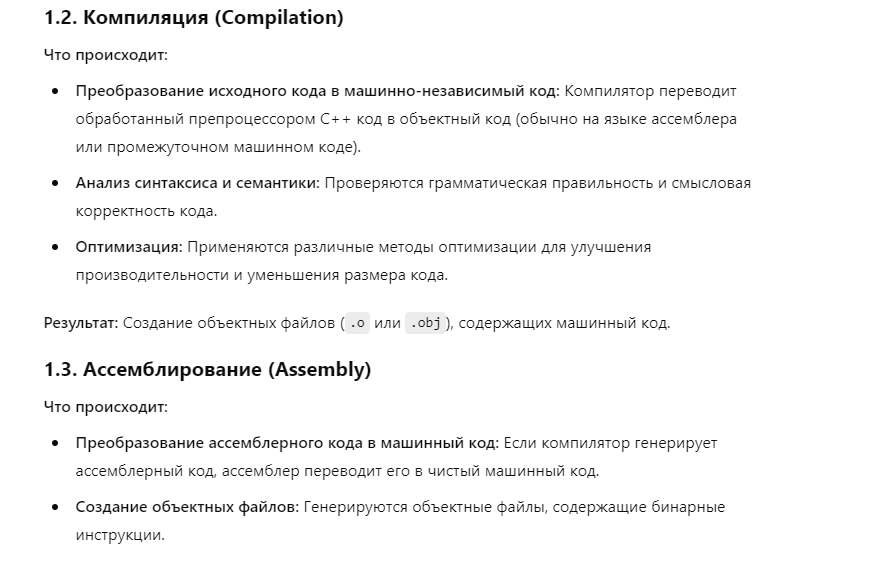 1.2. Компиляция (Compilation)
Что происходит:
• Преобразование исходного кода в машинно-независимый код: Компилятор переводит
обработанный препроцессором C++ код в объектный код (обычно на языке ассемблера
или промежуточном машинном коде).
• Анализ синтаксиса и семантики: Проверяются грамматическая правильность и смысловая
корректность кода.
• Оптимизация: Применяются различные методы оптимизации для улучшения
производительности и уменьшения размера кода.
Результат: Создание объектных файлов (.o или .obj), содержащих машинный код.
1.3. Ассемблирование (Assembly)
Что происходит:
• Преобразование ассемблерного кода в машинный код: Если компилятор генерирует
ассемблерный код, ассемблер переводит его в чистый машинный код.
• Создание объектных файлов: Генерируются объектные файлы, содержащие бинарные
инструкции.